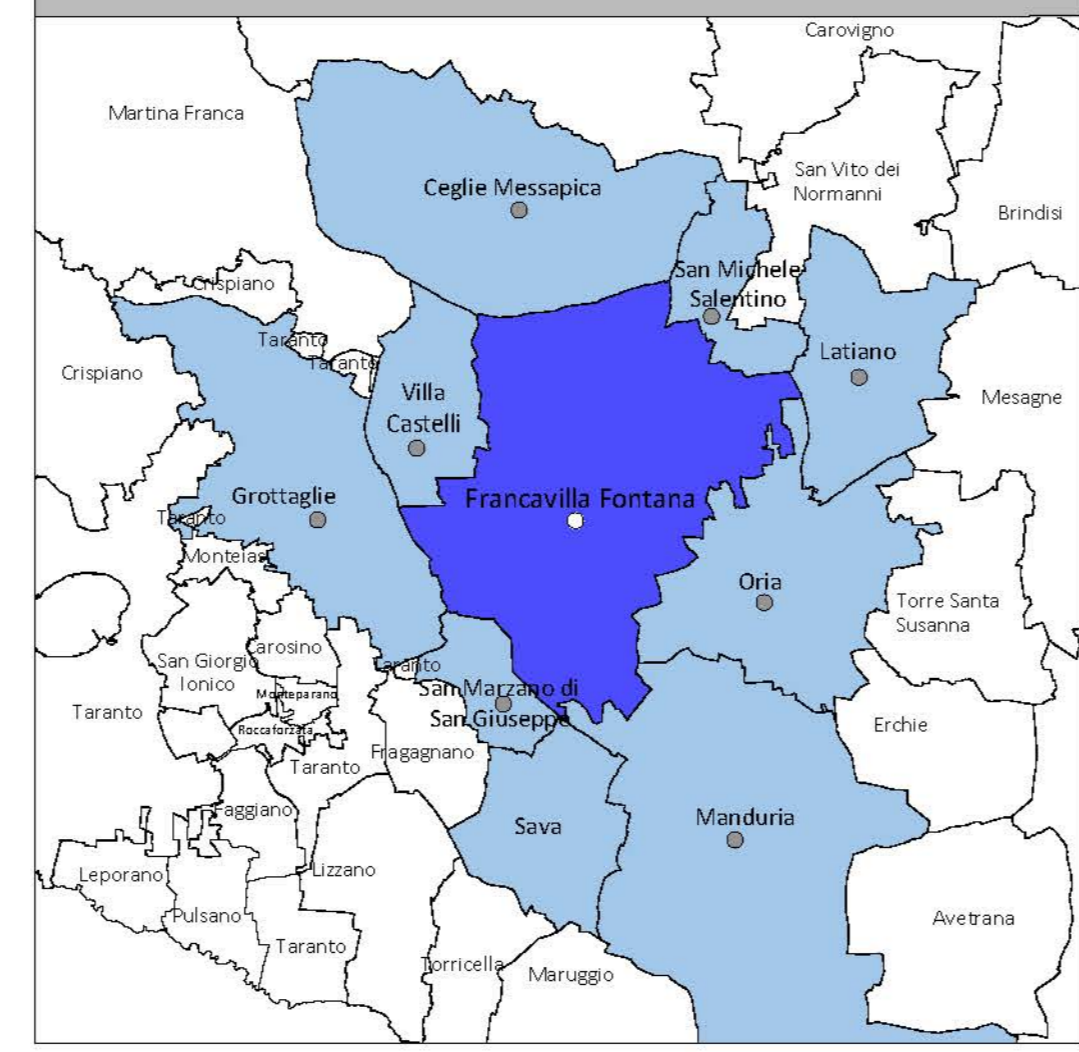 Carovigno
Martina Franca
San Vito dei
Normanni
Ceglie Messapica
Brindisi
San Michele
Salentino
Crispiano
Taranto
Taranto
Latiano
Crispiano
Villa
Castelli
Mesagne
Grottaglie
Francavilla Fontana
Taranto
Monteias
Oria
Torre Santa
Susanna
Carosino
San Giorgio
Ionico
Taranto
San Marzano di
San Giuseppe
Monteparano
Taranto
Roccaforzata
Erchie
Fragagnano
Taranto
Faggiano
Sava
Manduria
Leporano
Lizzano
Pulsano
Taranto
Avetrana
Torricella
Maruggio